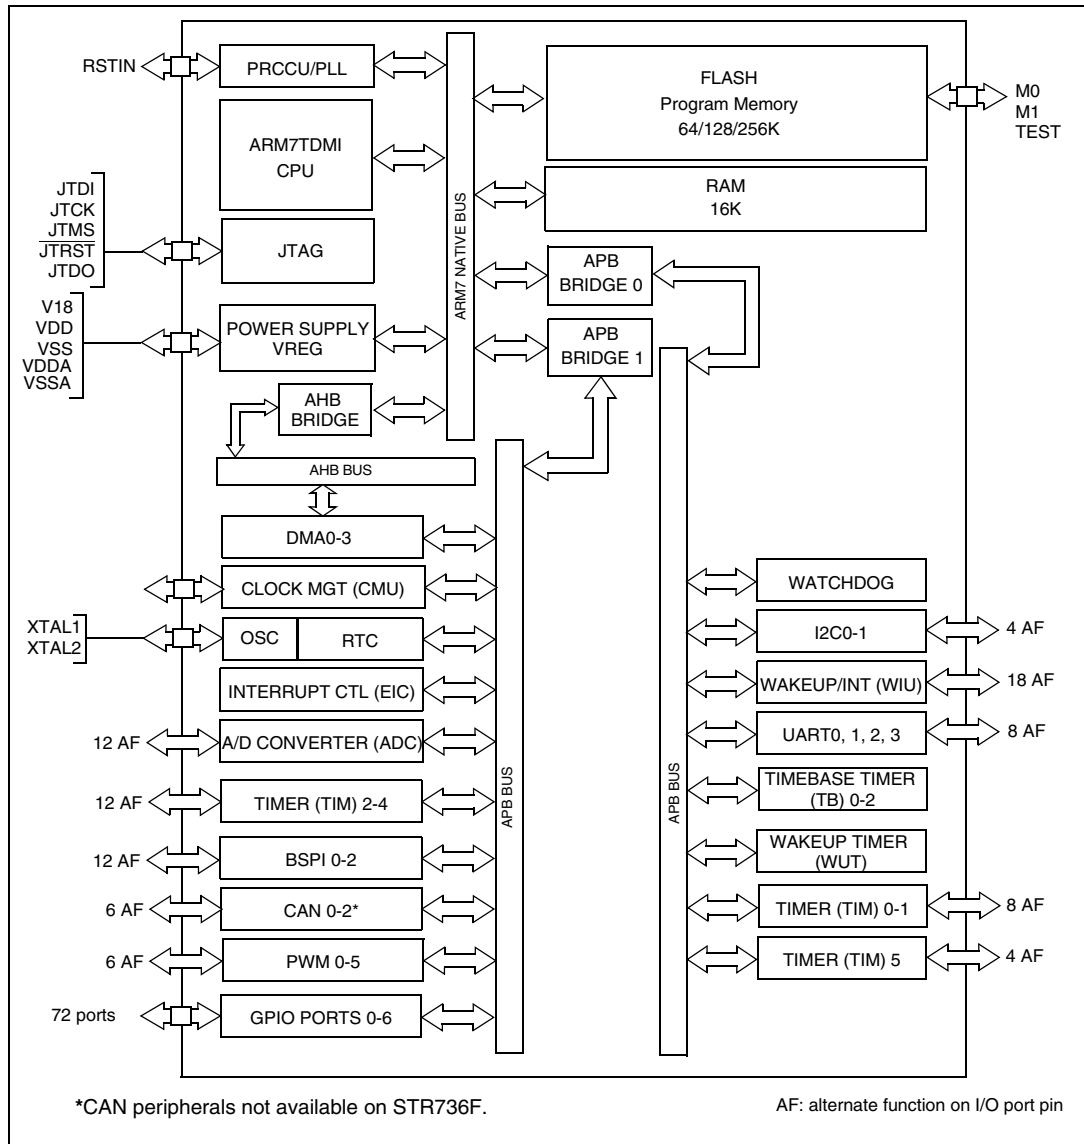 RSTIN
PRCCU/PLL
ARM7TDMI
CPU
JTDI
JTCK
JTMS
JTRST
JTDO
JTAG
V18
VDD
VSS
VDDA
VSSA
POWER SUPPLY
VREG
AHB
BRIDGE
AHB BUS
ARM7 NATIVE BUS
FLASH
Program Memory
64/128/256K
M0
M1
TEST
RAM
16K
APB
BRIDGE 0
APB
BRIDGE 1
DMA0-3
CLOCK MGT (CMU)
XTAL1
XTAL2
OSC
RTC
INTERRUPT CTL (EIC)
12 AF
A/D CONVERTER (ADC)
12 AF
TIMER (TIM) 2-4
12 AF
BSPI 0-2
6 AF
CAN 0-2*
6 AF
PWM 0-5
72 ports
GPIO PORTS 0-6
APB BUS
APB BUS
WATCHDOG
I2C0-1
4 AF
WAKEUP/INT (WIU)
18 AF
UART0, 1, 2, 3
8 AF
TIMEBASE TIMER
(TB) 0-2
WAKEUP TIMER
(WUT)
TIMER (TIM) 0-1
8 AF
TIMER (TIM) 5
4 AF
*CAN peripherals not available on STR736F.
AF: alternate function on I/O port pin